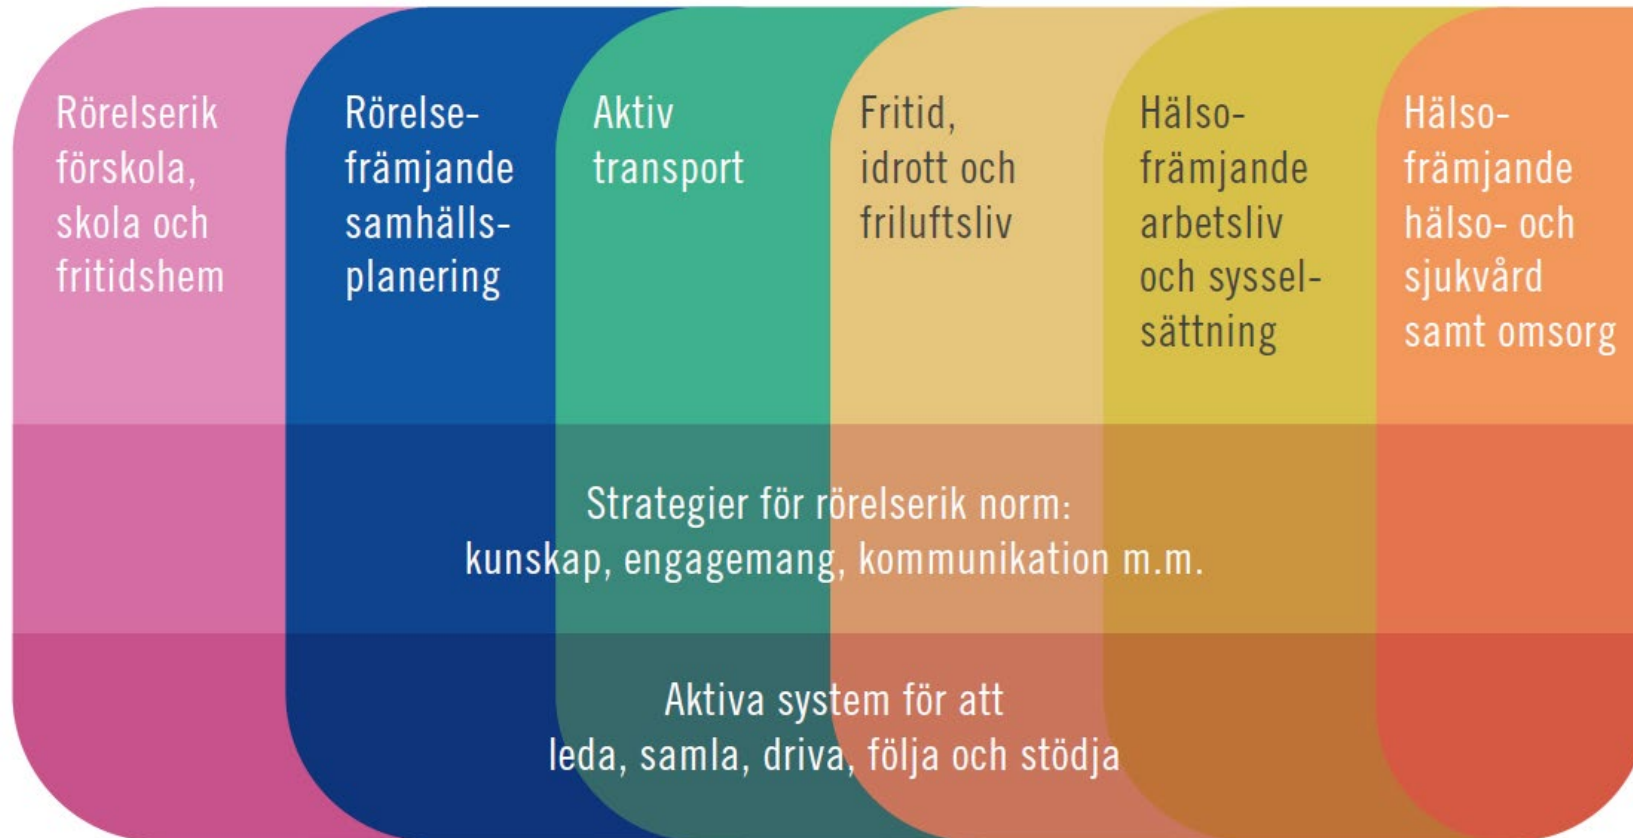 Rörelserik
förskola,
skola och
fritidshem
Rörelse-
främjande
samhälls-
planering
Aktiv
transport
Fritid,
idrott och
friluftsliv
Hälso-
främjande
arbetsliv
och syssel-
sättning
Hälso-
främjande
hälso- och
sjukvård
samt omsorg
Strategier för rörelserik norm:
kunskap, engagemang, kommunikation m.m.
Aktiva system för att
leda, samla, driva, följa och stödja